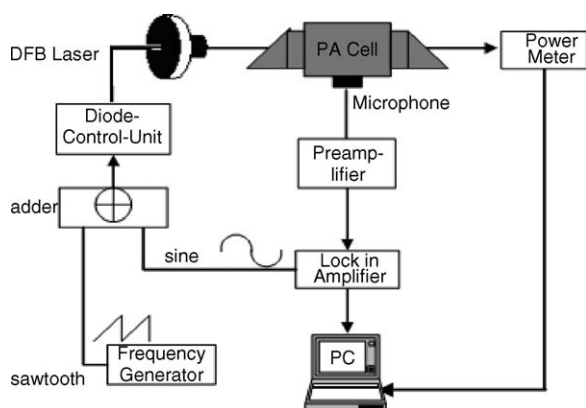 DFB Laser
PA Cell
Power
Meter
Microphone
Diode-
Control-Unit
Preamp-
lifier
adder
sine
Lock in
Amplifier
Frequency
Generator
sawtooth
PC